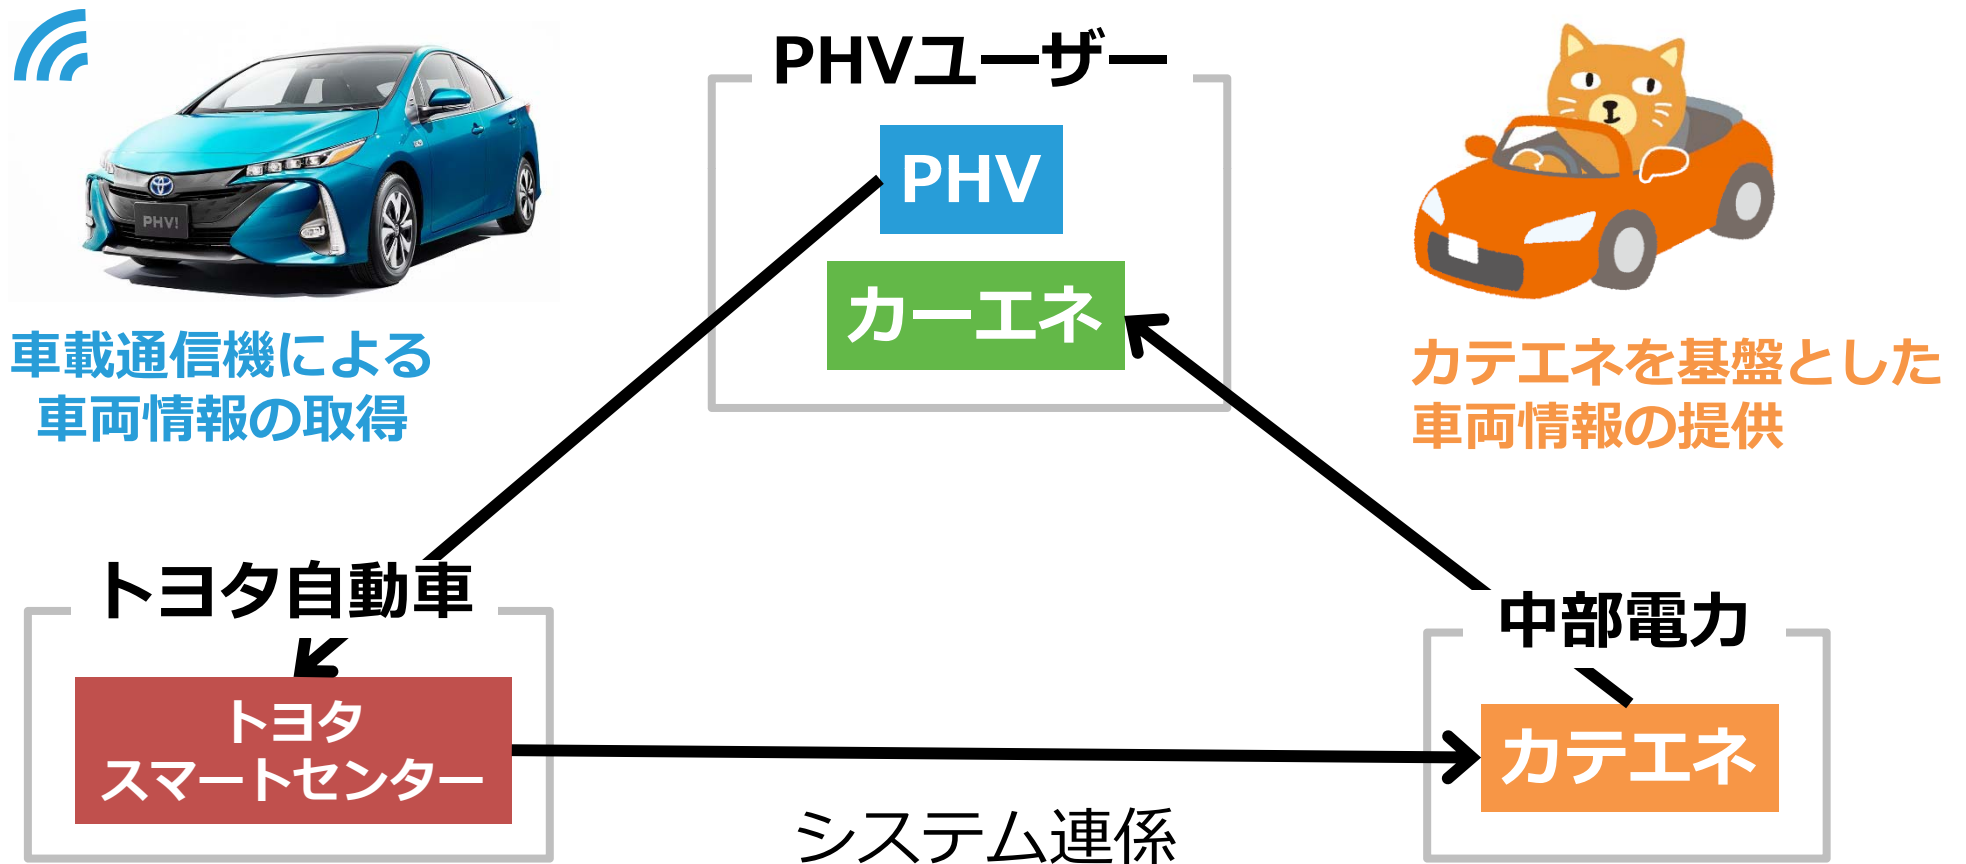 PHVユーザー
PHV
カーエネ
PHV!
車載通信機による
車両情報の取得
カテエネを基盤とした
車両情報の提供
トヨタ自動車
トヨタ
スマートセンター
中部電力
カテエネ
システム連係